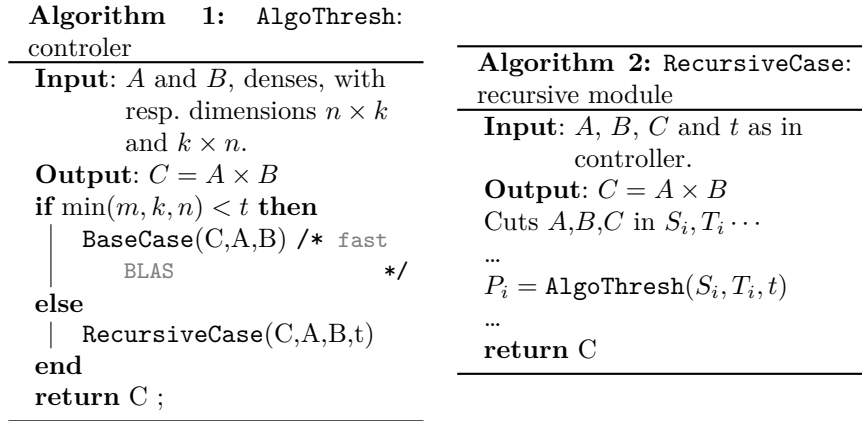 Algorithm 1: AlgoThresh:
controler
Input: A and B, denses, with
resp. dimensions n × k
and k × n.
Output: C = A × B
if min(m, k, n) < t then
BaseCase(C,A,B) /* fast
BLAS */
else
RecursiveCase(C,A,B,t)
end
return C ;
Algorithm 2: RecursiveCase:
recursive module
Input: A, B, C and t as in
controller.
Output: C = A × B
Cuts A,B,C in S_i, T_i ⋯
…
P_i = AlgoThresh(S_i, T_i, t)
…
return C